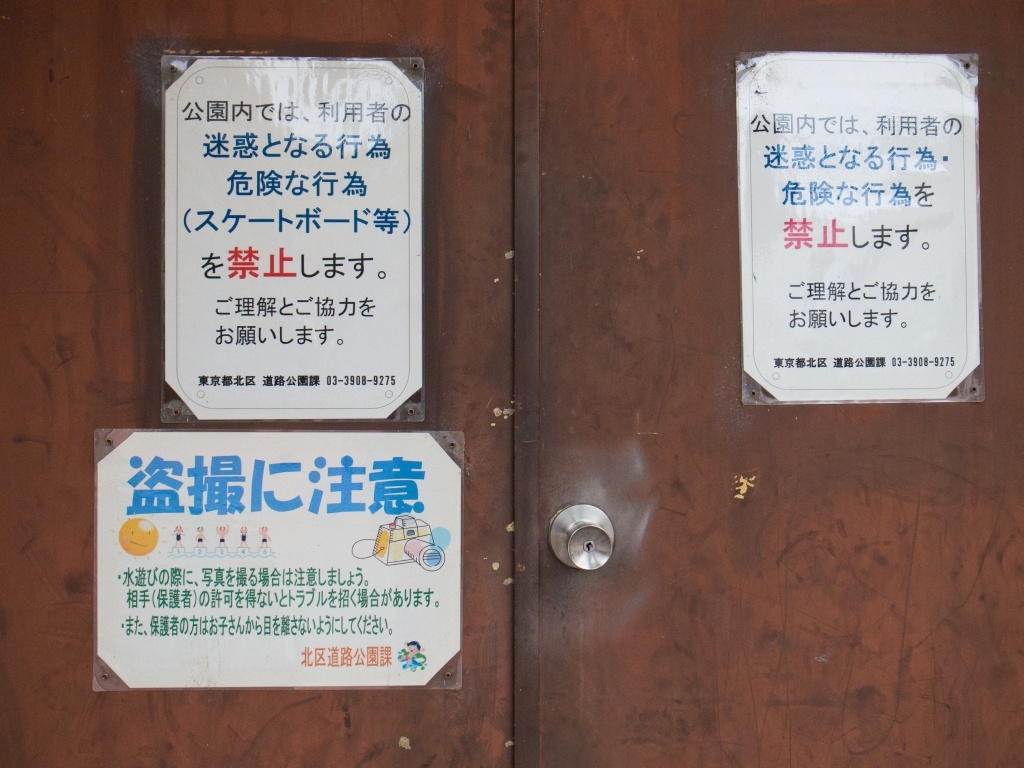 公園内では、利用者の
迷惑となる行為
危険な行為
(スケートボード等)
を禁止します。
ご理解とご協力を
お願いします。
東京都北区 道路公園課 03-3908-9275
盗撮に注意
1 2 3 4 5
・水遊びの際に、写真を撮る場合は注意しましょう。
相手(保護者)の許可を得ないとトラブルを招く場合があります。
・また、保護者の方はお子さんから目を離さないようにしてください。
北区道路公園課
公園内では、利用者の
迷惑となる行為・
危険な行為を
禁止します。
ご理解とご協力を
お願いします。
東京都北区 道路公園課 03-3908-9275